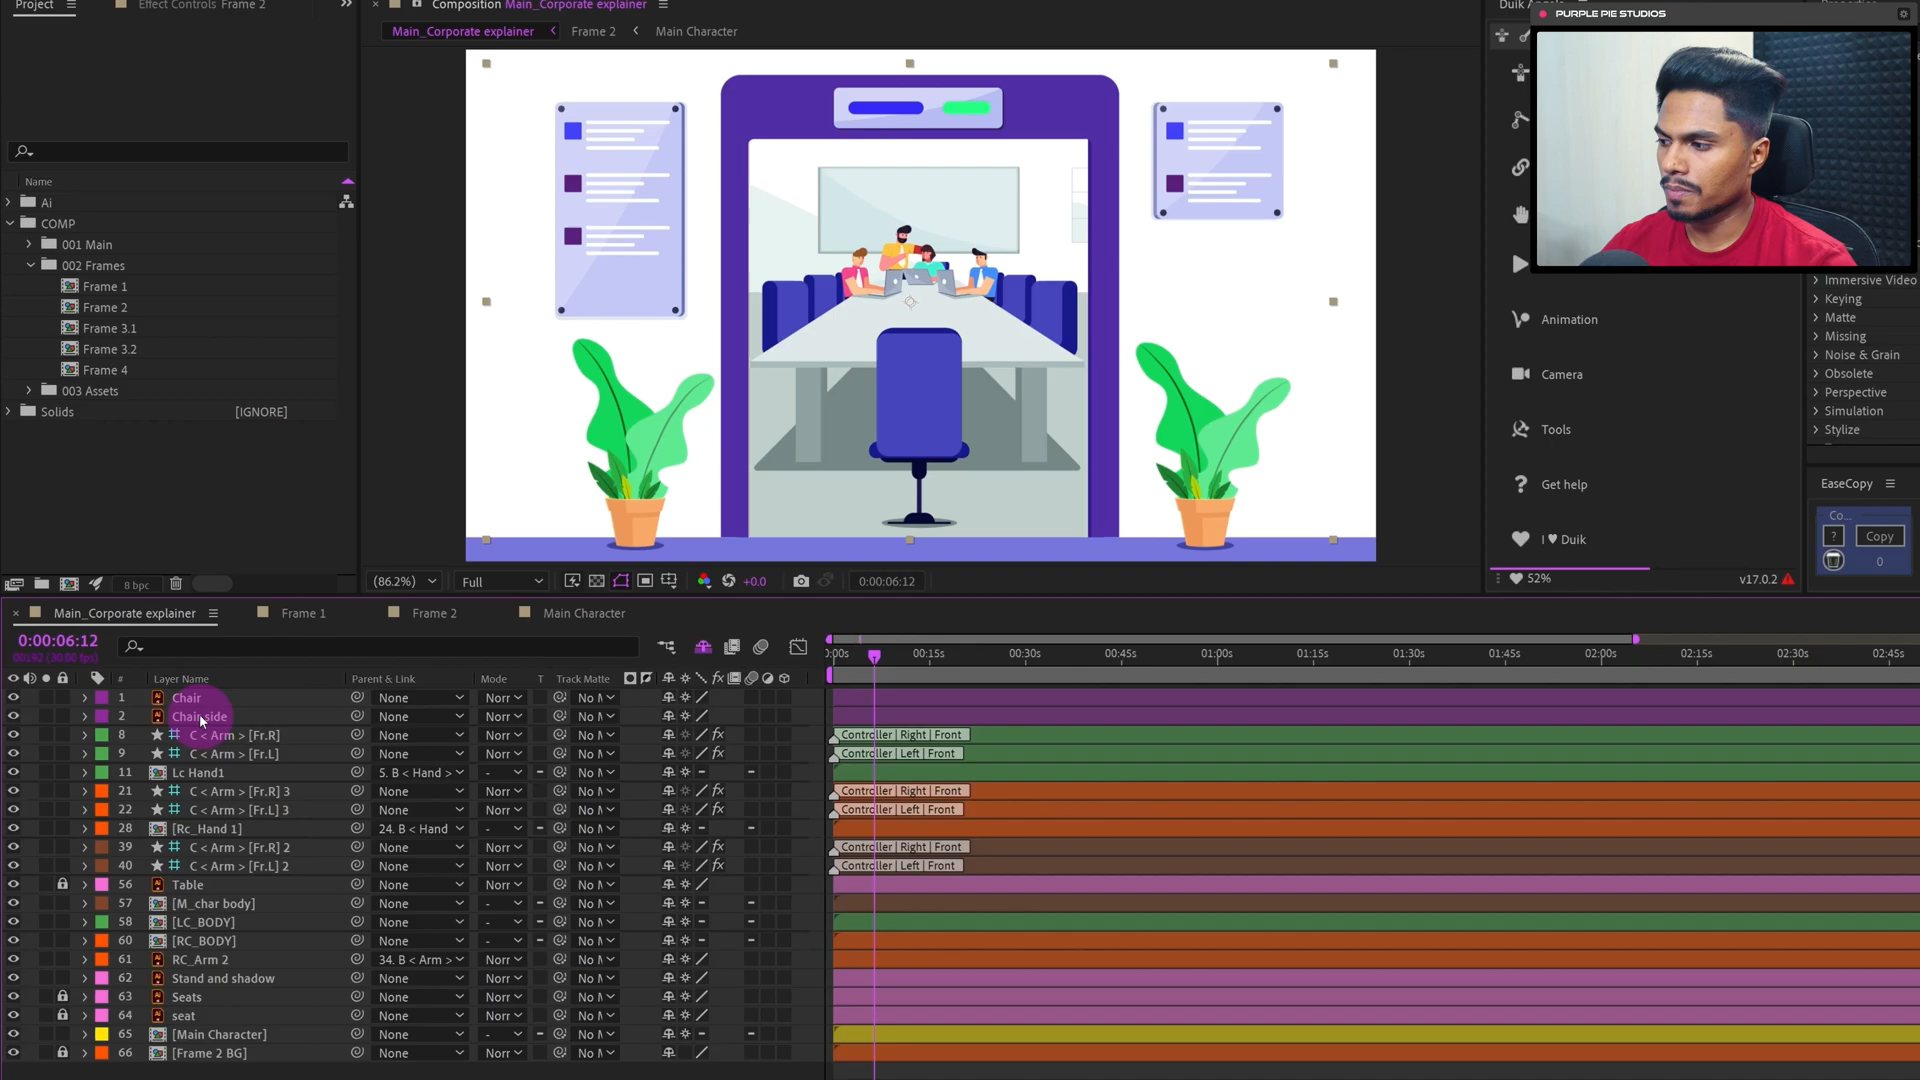 Project
Effect Controls Frame 2
Composition Main_Corporate explainer
Main_Corporate explainer
Frame 2
Main Character
PURPLE PIE STUDIOS
Name
Ai
COMP
001 Main
002 Frames
Frame 1
Frame 2
Frame 3.1
Frame 3.2
Frame 4
003 Assets
Solids
[IGNORE]
8 bpc
(86.2%)
Full
+0.0
0:00:06:12
Animation
Camera
Tools
Get help
I ♥ Duik
52%
v17.0.2
Immersive Video
Keying
Matte
Missing
Noise & Grain
Obsolete
Perspective
Simulation
Stylize
EaseCopy
Co...
?
Copy
0
Main_Corporate explainer
Frame 1
Frame 2
Main Character
0:00:06:12
00192 (30.00 fps)
:00s 00:15s 00:30s 00:45s 01:00s 01:15s 01:30s 01:45s 02:00s 02:15s 02:30s 02:45s
# Layer Name Parent & Link Mode T Track Matte
1 Chair None Norr No M
2 Chair side None Norr No M
8 C < Arm > [Fr.R] None Norr No M Controller | Right | Front
9 C < Arm > [Fr.L] None Norr No M Controller | Left | Front
11 Lc Hand1 5. B < Hand > - No M
21 C < Arm > [Fr.R] 3 None Norr No M Controller | Right | Front
22 C < Arm > [Fr.L] 3 None Norr No M Controller | Left | Front
28 [Rc_Hand 1] 24. B < Hand - No M
39 C < Arm > [Fr.R] 2 None Norr No M Controller | Right | Front
40 C < Arm > [Fr.L] 2 None Norr No M Controller | Left | Front
56 Table None Norr No M
57 [M_char body] None - No M
58 [LC_BODY] None - No M
60 [RC_BODY] None - No M
61 RC_Arm 2 34. B < Arm > Norr No M
62 Stand and shadow None Norr No M
63 Seats None Norr No M
64 seat None Norr No M
65 [Main Character] None - No M
66 [Frame 2 BG] None Norr No M